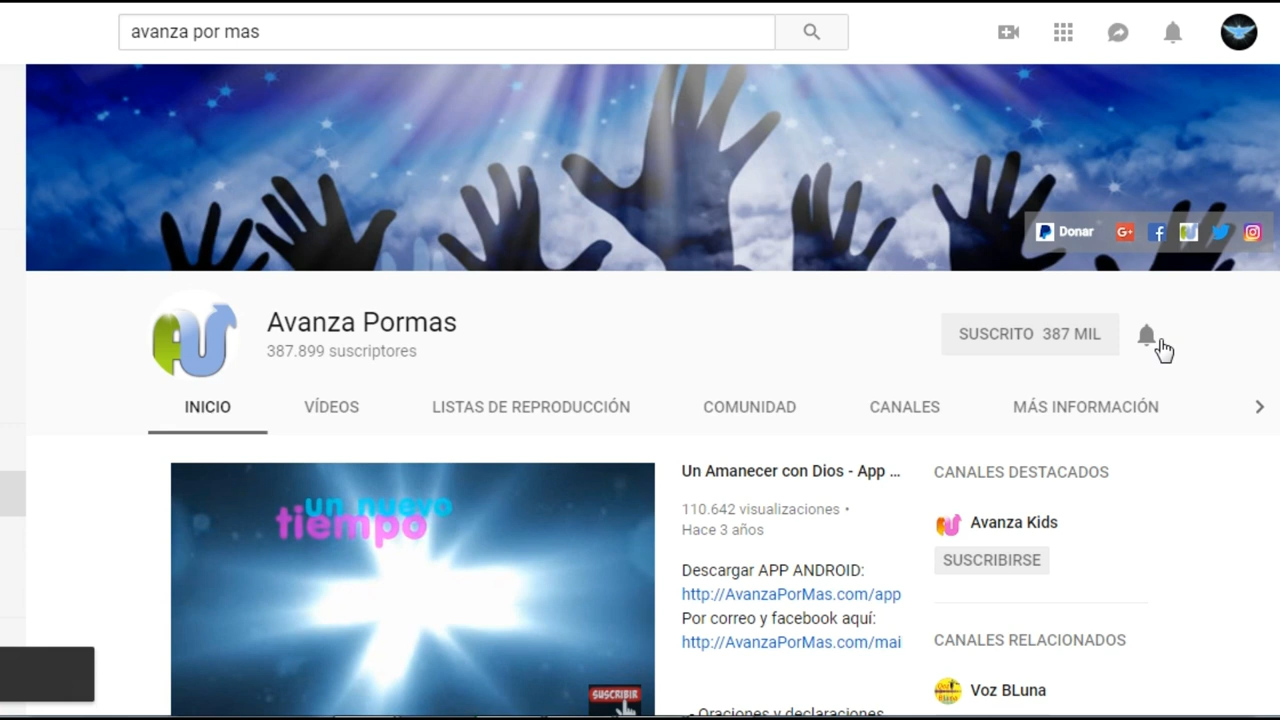 avanza por mas
Donar
Avanza Pormas
387.899 suscriptores
SUSCRITO 387 MIL
INICIO
VÍDEOS
LISTAS DE REPRODUCCIÓN
COMUNIDAD
CANALES
MÁS INFORMACIÓN
un nuevo
tiempo
SUSCRIBIR
Un Amanecer con Dios - App ...
110.642 visualizaciones •
Hace 3 años
Descargar APP ANDROID:
http://AvanzaPorMas.com/app
Por correo y facebook aquí:
http://AvanzaPorMas.com/mai
- Oraciones y declaraciones
CANALES DESTACADOS
Avanza Kids
SUSCRIBIRSE
CANALES RELACIONADOS
Voz BLuna